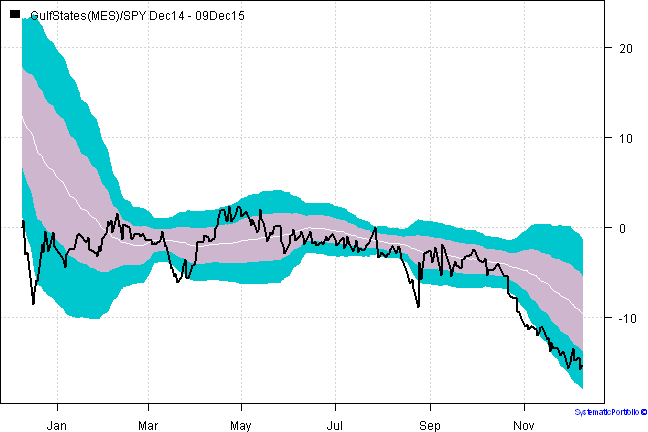 GulfStates(MES)/SPY Dec14 - 09Dec15
20
10
0
-10
Jan Mar May Jul Sep Nov
SystematicPortfolio ©